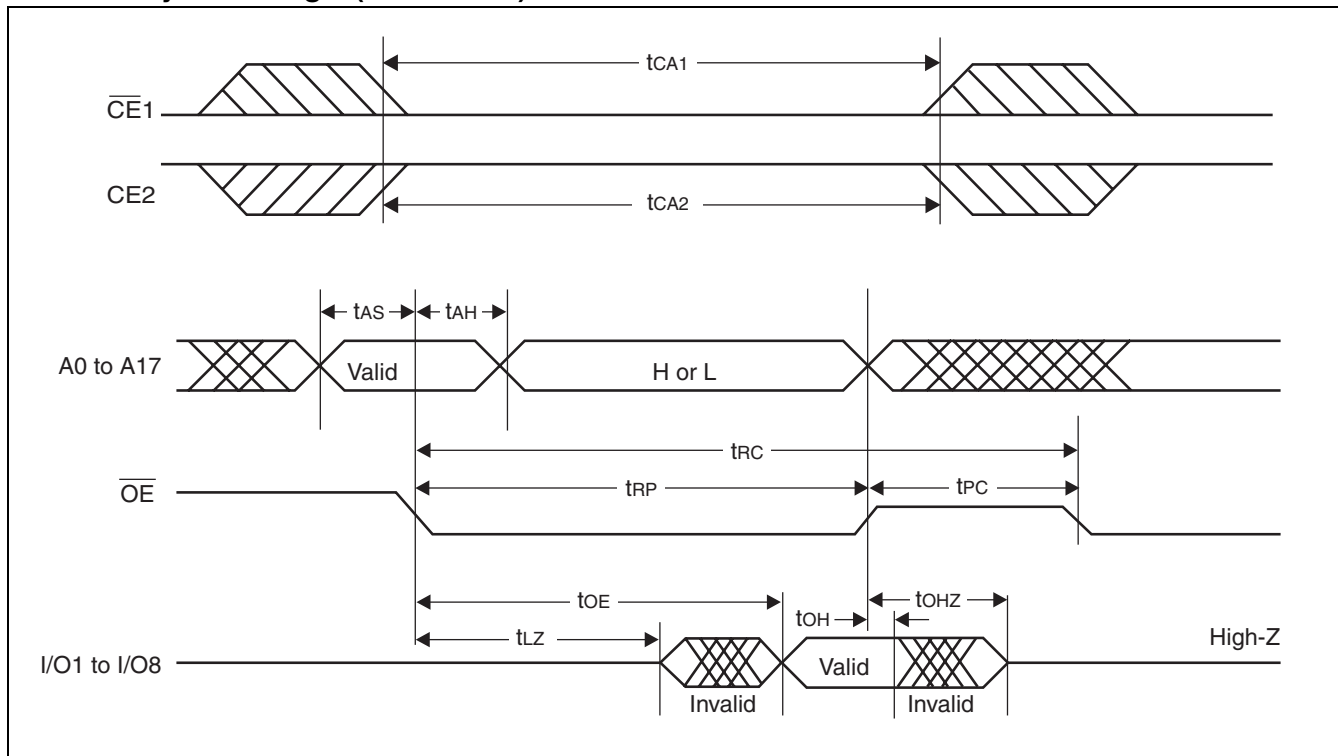 tCA1
CE1
CE2
tCA2
tAS
tAH
A0 to A17
Valid
H or L
tRC
OE
tRP
tPC
tOE
tOHZ
tOH
tLZ
High-Z
I/O1 to I/O8
Valid
Invalid
Invalid